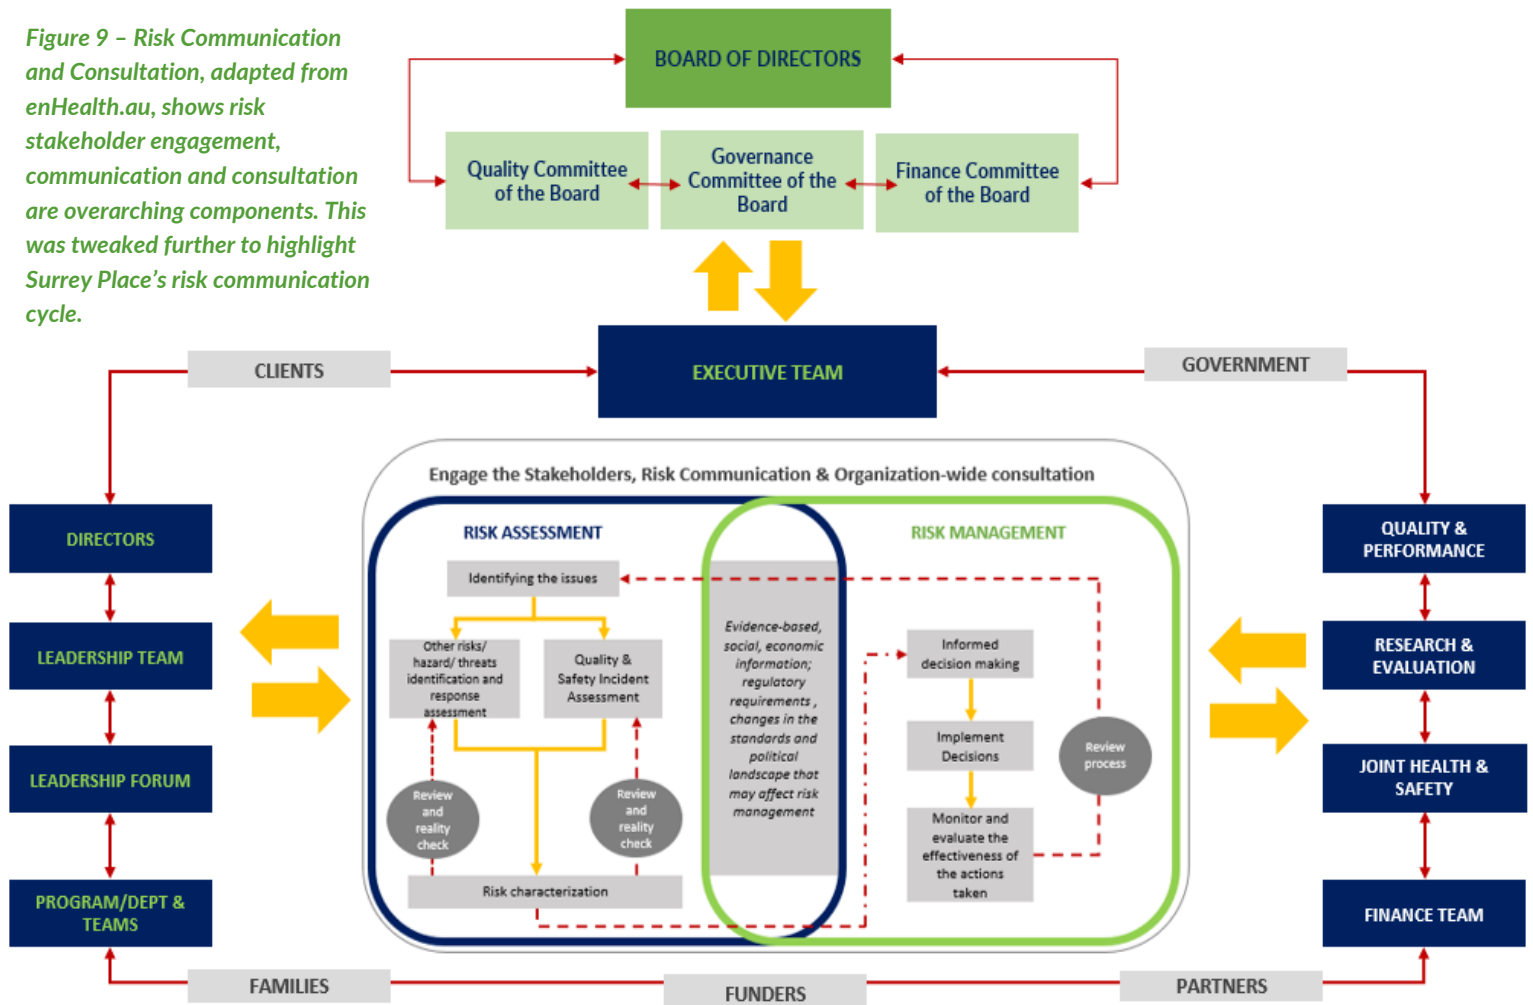 Figure 9 – Risk Communication
and Consultation, adapted from
enHealth.au, shows risk
stakeholder engagement,
communication and consultation
are overarching components. This
was tweaked further to highlight
Surrey Place’s risk communication
cycle.
BOARD OF DIRECTORS
Quality Committee
of the Board
Governance
Committee of the
Board
Finance Committee
of the Board
CLIENTS
EXECUTIVE TEAM
GOVERNMENT
DIRECTORS
LEADERSHIP TEAM
LEADERSHIP FORUM
PROGRAM/DEPT &
TEAMS
Engage the Stakeholders, Risk Communication & Organization-wide consultation
RISK ASSESSMENT
Identifying the issues
Other risks/
hazard/ threats
identification and
response
assessment
Quality &
Safety Incident
Assessment
Review
and
reality
check
Review
and
reality
check
Risk characterization
Evidence-based,
social, economic
information;
regulatory
requirements ,
changes in the
standards and
political
landscape that
may affect risk
management
RISK MANAGEMENT
Informed
decision making
Implement
Decisions
Monitor and
evaluate the
effectiveness of
the actions
taken
Review
process
QUALITY &
PERFORMANCE
RESEARCH &
EVALUATION
JOINT HEALTH &
SAFETY
FINANCE TEAM
FAMILIES
FUNDERS
PARTNERS